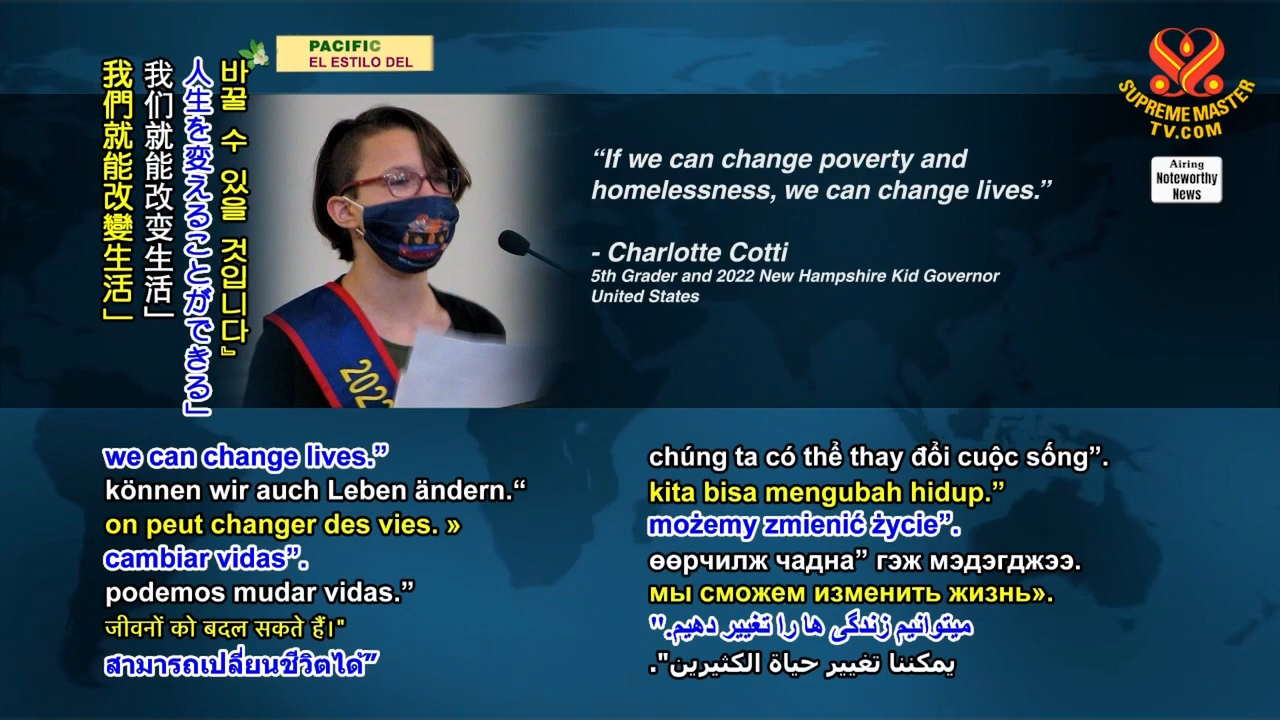 PACIFIC
EL ESTILO DEL
SUPREME MASTER
TV.COM
Airing
Noteworthy
News
我們就能改變生活」
我们就能改变生活」
人生を変えることができる」
바꿀 수 있을 것입니다』
2022
“If we can change poverty and
homelessness, we can change lives.”
- Charlotte Cotti
5th Grader and 2022 New Hampshire Kid Governor
United States
we can change lives.”
können wir auch Leben ändern.“
on peut changer des vies. »
cambiar vidas”.
podemos mudar vidas.”
जीवनों को बदल सकते हैं।"
สามารถเปลี่ยนชีวิตได้”
chúng ta có thể thay đổi cuộc sống”.
kita bisa mengubah hidup.”
możemy zmienić życie”.
өөрчилж чадна” гэж мэдэгджээ.
мы сможем изменить жизнь».
میتوانیم زندگی ها را تغییر دهیم."
يمكننا تغيير حياة الكثيرين".